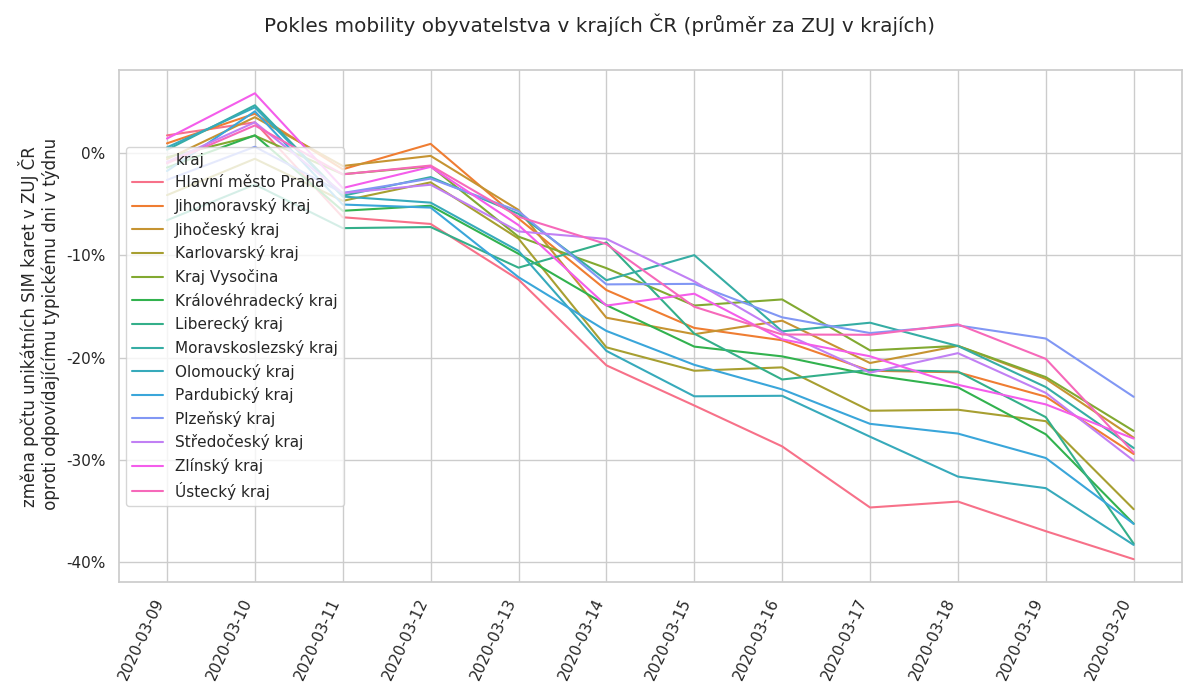 Pokles mobility obyvatelstva v krajích ČR (průměr za ZUJ v krajích)
změna počtu unikátních SIM karet v ZUJ ČR
oproti odpovídajícímu typickému dni v týdnu
0%
-10%
-20%
-30%
-40%
kraj
Hlavní město Praha
Jihomoravský kraj
Jihočeský kraj
Karlovarský kraj
Kraj Vysočina
Královéhradecký kraj
Liberecký kraj
Moravskoslezský kraj
Olomoucký kraj
Pardubický kraj
Plzeňský kraj
Středočeský kraj
Zlínský kraj
Ústecký kraj
2020-03-09
2020-03-10
2020-03-11
2020-03-12
2020-03-13
2020-03-14
2020-03-15
2020-03-16
2020-03-17
2020-03-18
2020-03-19
2020-03-20